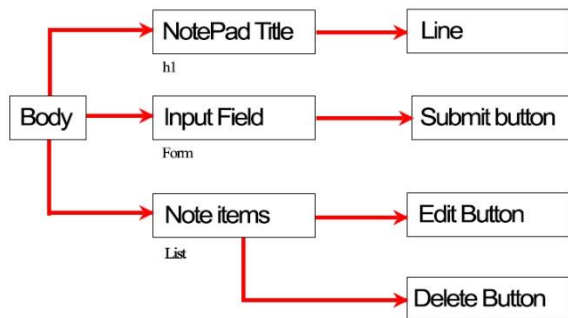 NotePad Title
Line
h1
Body
Input Field
Submit button
Form
Note items
Edit Button
List
Delete Button